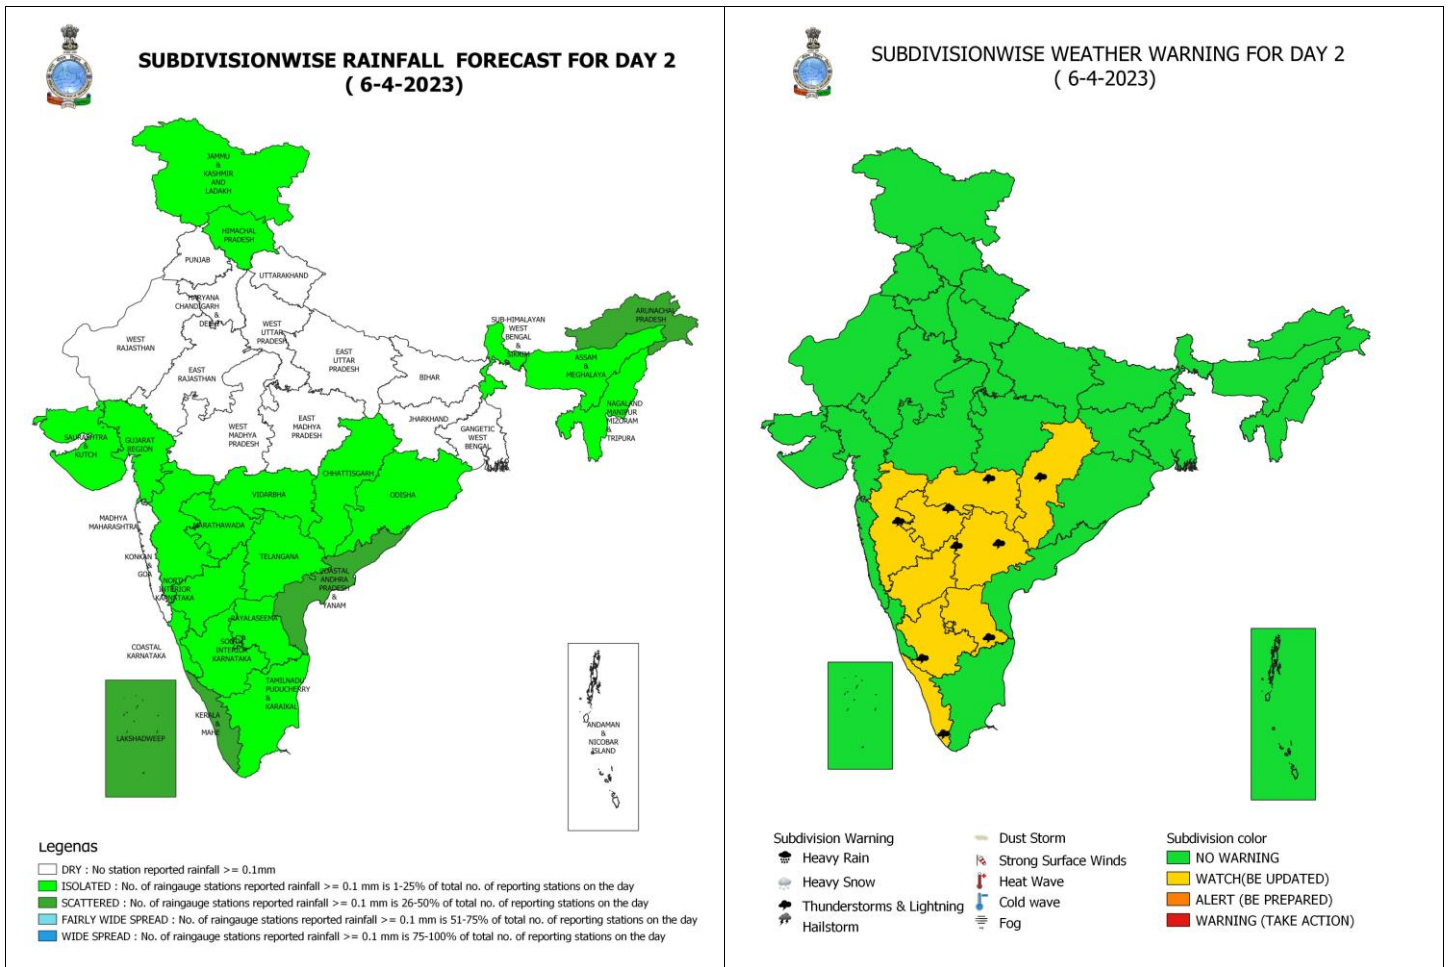 SUBDIVISIONWISE RAINFALL FORECAST FOR DAY 2
( 6-4-2023)
JAMMU
&
KASHMIR
AND
LADAKH
HIMACHAL
PRADESH
PUNJAB
UTTARAKHAND
HARYANA
CHANDIGARH
&
DELHI
WEST
RAJASTHAN
WEST
UTTAR
PRADESH
EAST
RAJASTHAN
EAST
UTTAR
PRADESH
BIHAR
SUB-HIMALAYAN
WEST
BENGAL
&
SIKKIM
ARUNACHAL
PRADESH
ASSAM
&
MEGHALAYA
NAGALAND
MANIPUR
MIZORAM
&
TRIPURA
SAURASHTRA
&
KUTCH
GUJARAT
REGION
WEST
MADHYA
PRADESH
EAST
MADHYA
PRADESH
JHARKHAND
GANGETIC
WEST
BENGAL
CHHATTISGARH
ODISHA
VIDARBHA
MADHYA
MAHARASHTRA
MARATHAWADA
TELANGANA
KONKAN
&
GOA
NORTH
INTERIOR
KARNATAKA
COASTAL
ANDHRA
PRADESH
&
YANAM
RAYALASEEMA
COASTAL
KARNATAKA
SOUTH
INTERIOR
KARNATAKA
TAMILNADU
PUDUCHERRY
&
KARAIKAL
KERALA
&
MAHE
LAKSHADWEEP
ANDAMAN
&
NICOBAR
ISLAND
Legends
DRY : No station reported rainfall >= 0.1mm
ISOLATED : No. of raingauge stations reported rainfall >= 0.1 mm is 1-25% of total no. of reporting stations on the day
SCATTERED : No. of raingauge stations reported rainfall >= 0.1 mm is 26-50% of total no. of reporting stations on the day
FAIRLY WIDE SPREAD : No. of raingauge stations reported rainfall >= 0.1 mm is 51-75% of total no. of reporting stations on the day
WIDE SPREAD : No. of raingauge stations reported rainfall >= 0.1 mm is 75-100% of total no. of reporting stations on the day
SUBDIVISIONWISE WEATHER WARNING FOR DAY 2
( 6-4-2023)
Subdivision Warning
Heavy Rain
Heavy Snow
Thunderstorms & Lightning
Hailstorm
Dust Storm
Strong Surface Winds
Heat Wave
Cold wave
Fog
Subdivision color
NO WARNING
WATCH(BE UPDATED)
ALERT (BE PREPARED)
WARNING (TAKE ACTION)